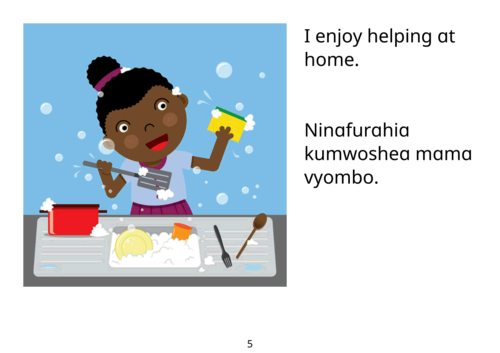 I enjoy helping at
home.
Ninafurahia
kumwoshea mama
vyombo.
5